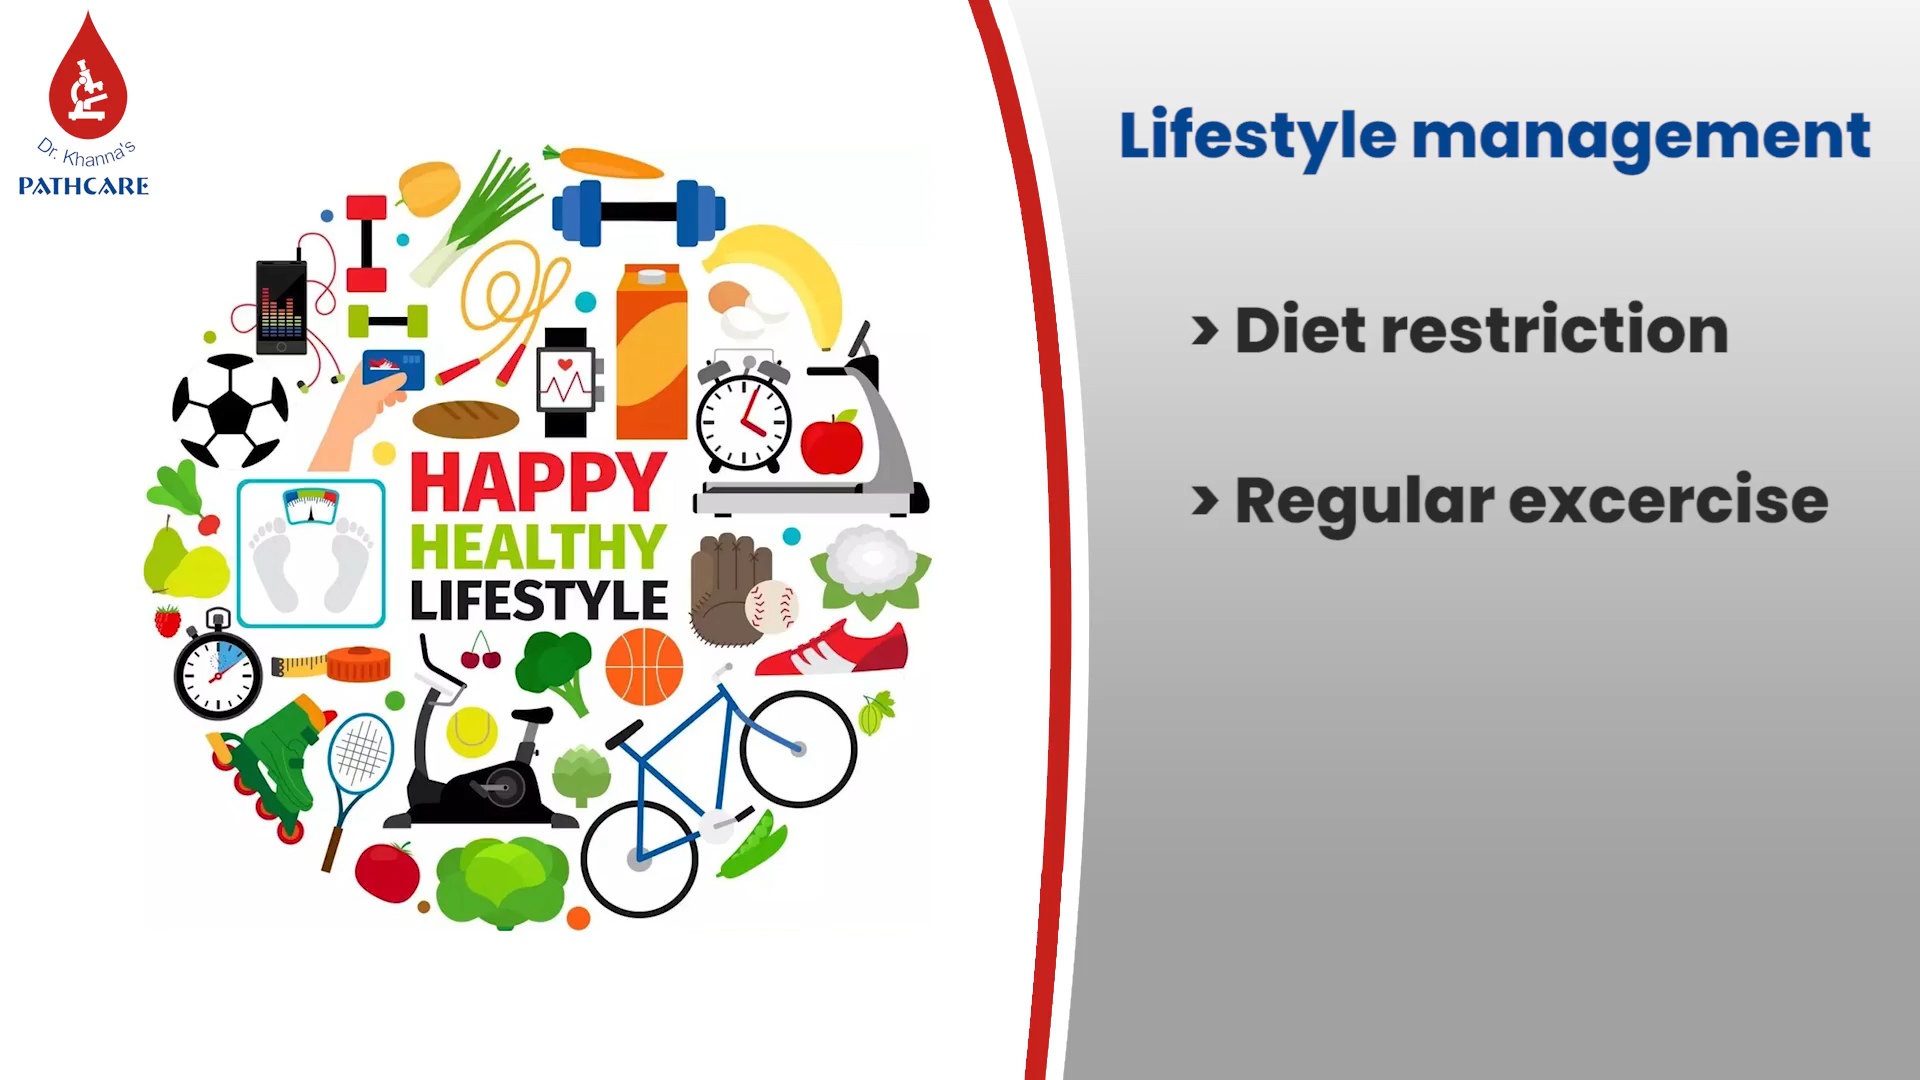 Dr. Khanna's
PATHCARE
HAPPY
HEALTHY
LIFESTYLE
Lifestyle management
> Diet restriction
> Regular excercise